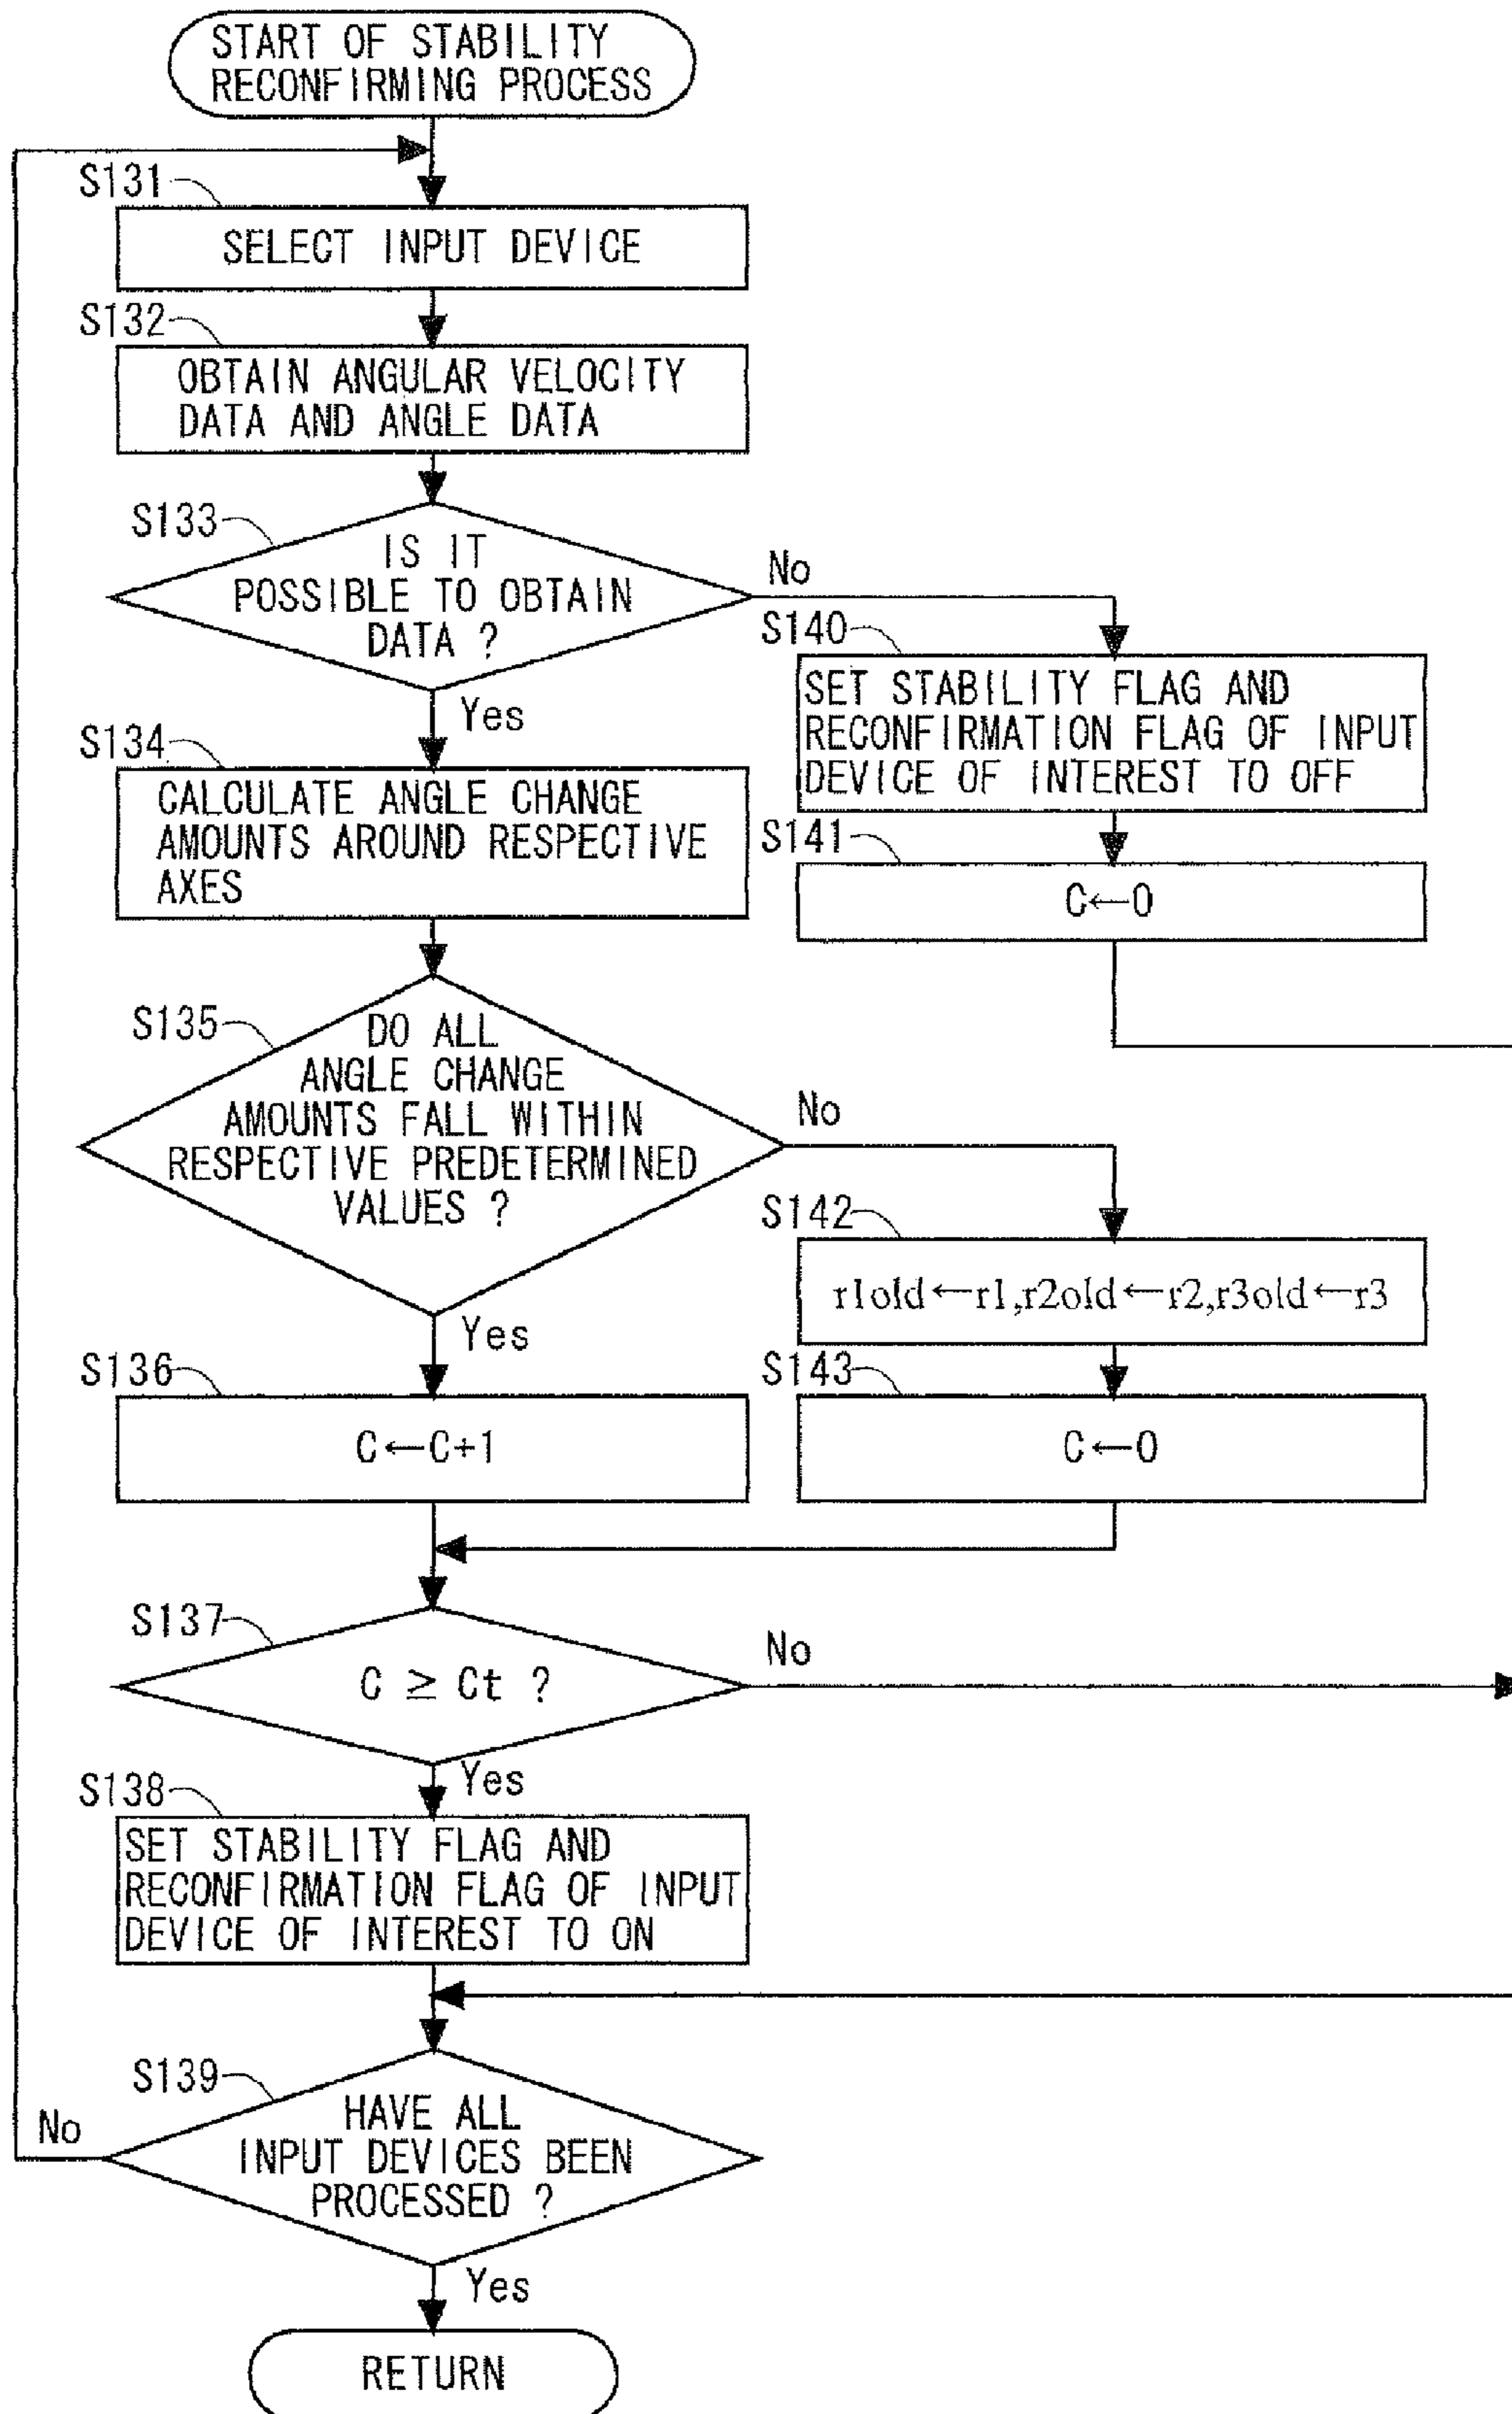 START OF STABILITY
RECONFIRMING PROCESS
S131
SELECT INPUT DEVICE
S132
OBTAIN ANGULAR VELOCITY
DATA AND ANGLE DATA
S133
IS IT
POSSIBLE TO OBTAIN
DATA ?
No
Yes
S140
SET STABILITY FLAG AND
RECONFIRMATION FLAG OF INPUT
DEVICE OF INTEREST TO OFF
S141
C←0
S134
CALCULATE ANGLE CHANGE
AMOUNTS AROUND RESPECTIVE
AXES
S135
DO ALL
ANGLE CHANGE
AMOUNTS FALL WITHIN
RESPECTIVE PREDETERMINED
VALUES ?
No
Yes
S142
r1old←r1,r2old←r2,r3old←r3
S143
C←0
S136
C←C+1
S137
C ≥ Ct ?
No
Yes
S138
SET STABILITY FLAG AND
RECONFIRMATION FLAG OF INPUT
DEVICE OF INTEREST TO ON
S139
HAVE ALL
INPUT DEVICES BEEN
PROCESSED ?
No
Yes
RETURN